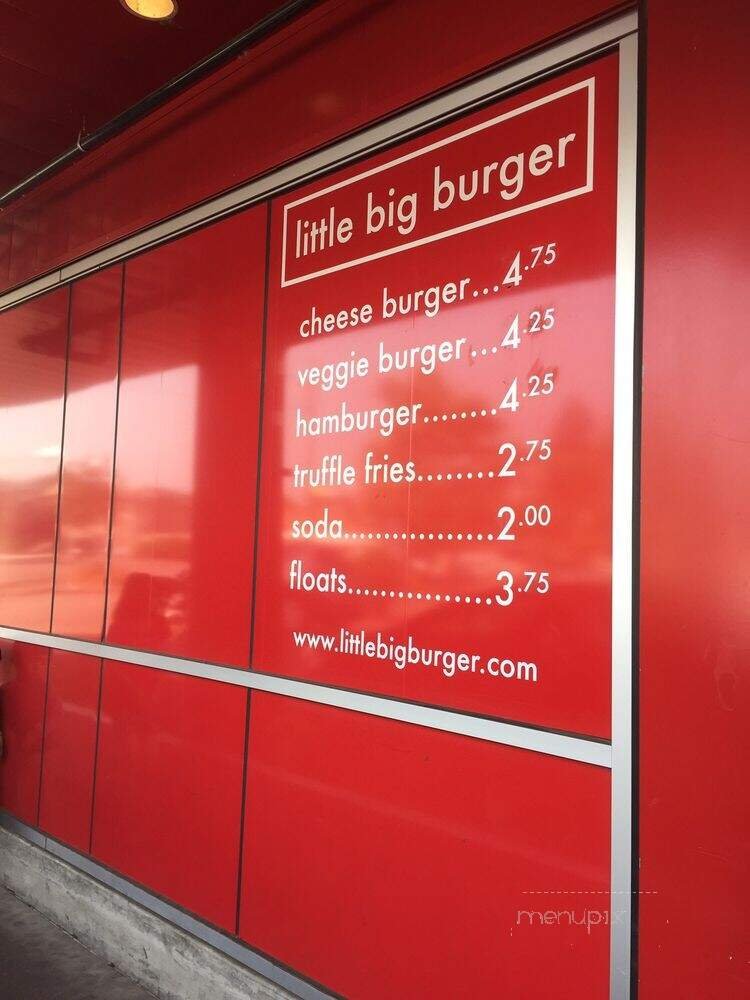 little big burger
cheese burger...4.75
veggie burger...4.25
hamburger........4.25
truffle fries........2.75
soda.................2.00
floats................3.75
www.littlebigburger.com
menupix